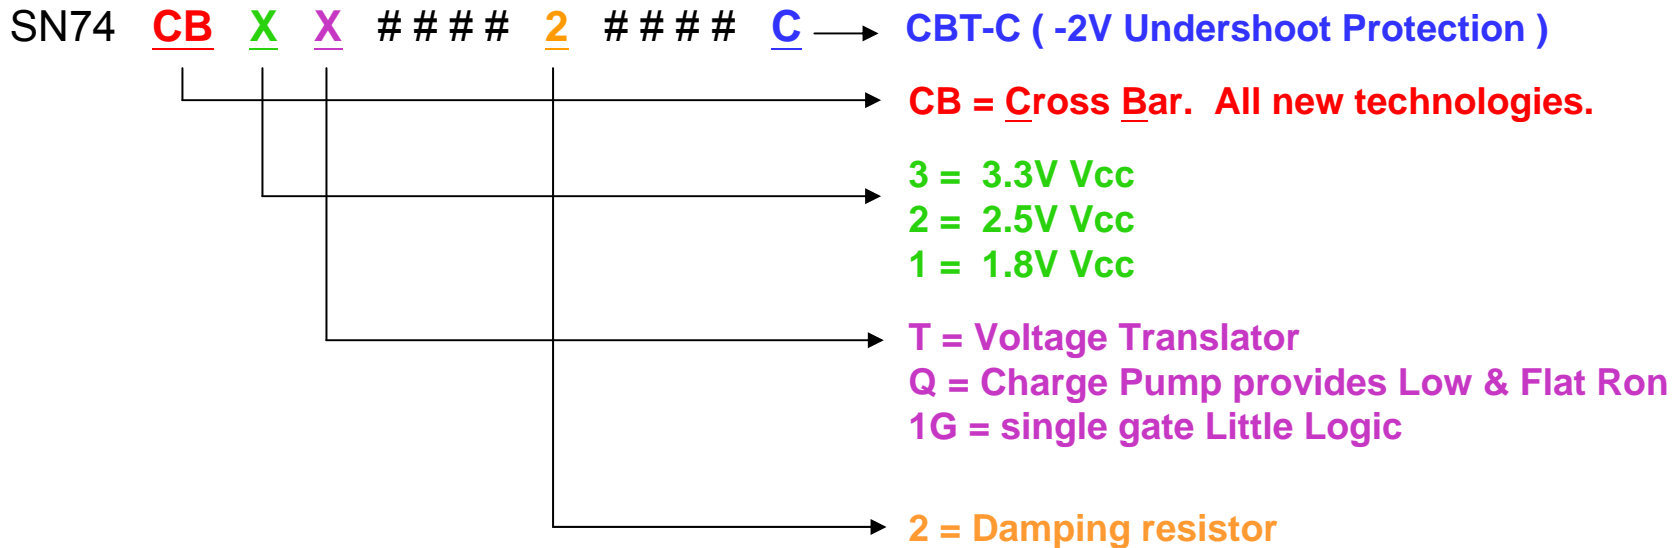 SN74 CB X X # # # # 2 # # # # C CBT-C ( -2V Undershoot Protection )
CB = Cross Bar. All new technologies.
3 = 3.3V Vcc
2 = 2.5V Vcc
1 = 1.8V Vcc
T = Voltage Translator
Q = Charge Pump provides Low & Flat Ron
1G = single gate Little Logic
2 = Damping resistor